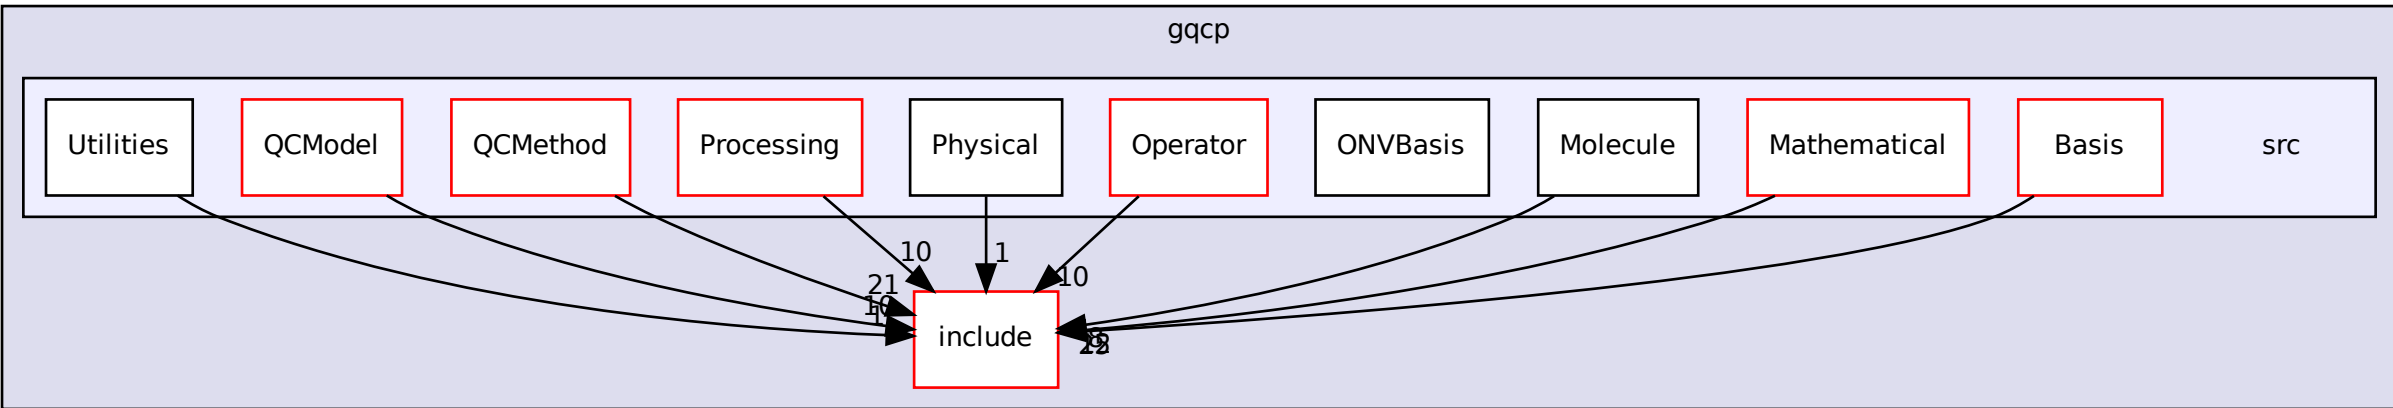 gqcp
Utilities
QCModel
QCMethod
Processing
Physical
Operator
ONVBasis
Molecule
Mathematical
Basis
src
10
1
10
21
10
include